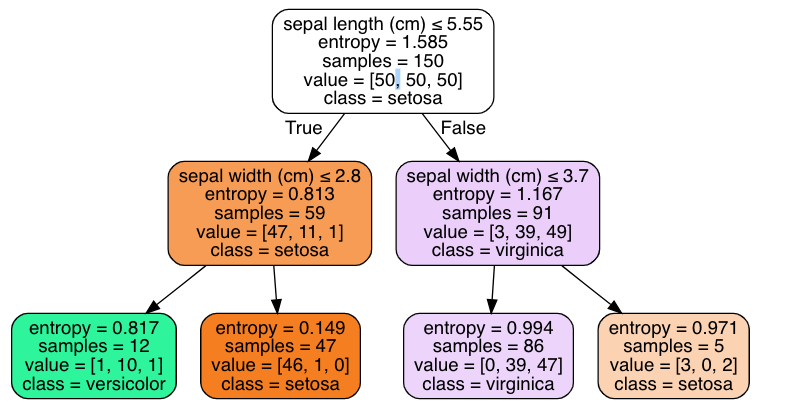 sepal length (cm) ≤ 5.55
entropy = 1.585
samples = 150
value = [50, 50, 50]
class = setosa
True
False
sepal width (cm) ≤ 2.8
entropy = 0.813
samples = 59
value = [47, 11, 1]
class = setosa
sepal width (cm) ≤ 3.7
entropy = 1.167
samples = 91
value = [3, 39, 49]
class = virginica
entropy = 0.817
samples = 12
value = [1, 10, 1]
class = versicolor
entropy = 0.149
samples = 47
value = [46, 1, 0]
class = setosa
entropy = 0.994
samples = 86
value = [0, 39, 47]
class = virginica
entropy = 0.971
samples = 5
value = [3, 0, 2]
class = setosa